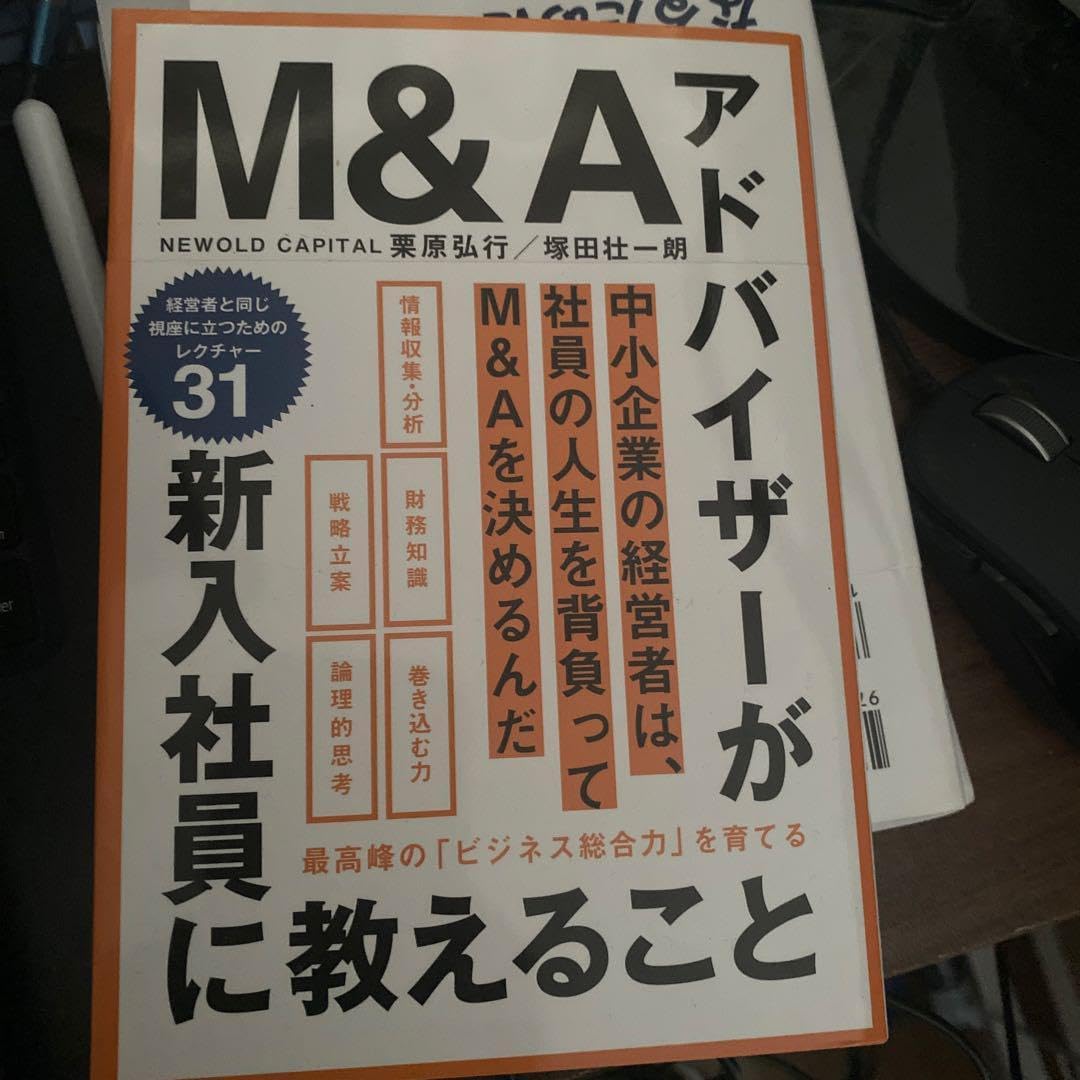 M&A
アドバイザーが
新入社員に
教えること
NEWOLD CAPITAL 栗原弘行／塚田壮一朗
経営者と同じ
視座に立つための
レクチャー
31
中小企業の経営者は、
社員の人生を背負って
M&Aを決めるんだ
情報収集・分析
財務知識
巻き込む力
戦略立案
論理的思考
最高峰の「ビジネス総合力」を育てる